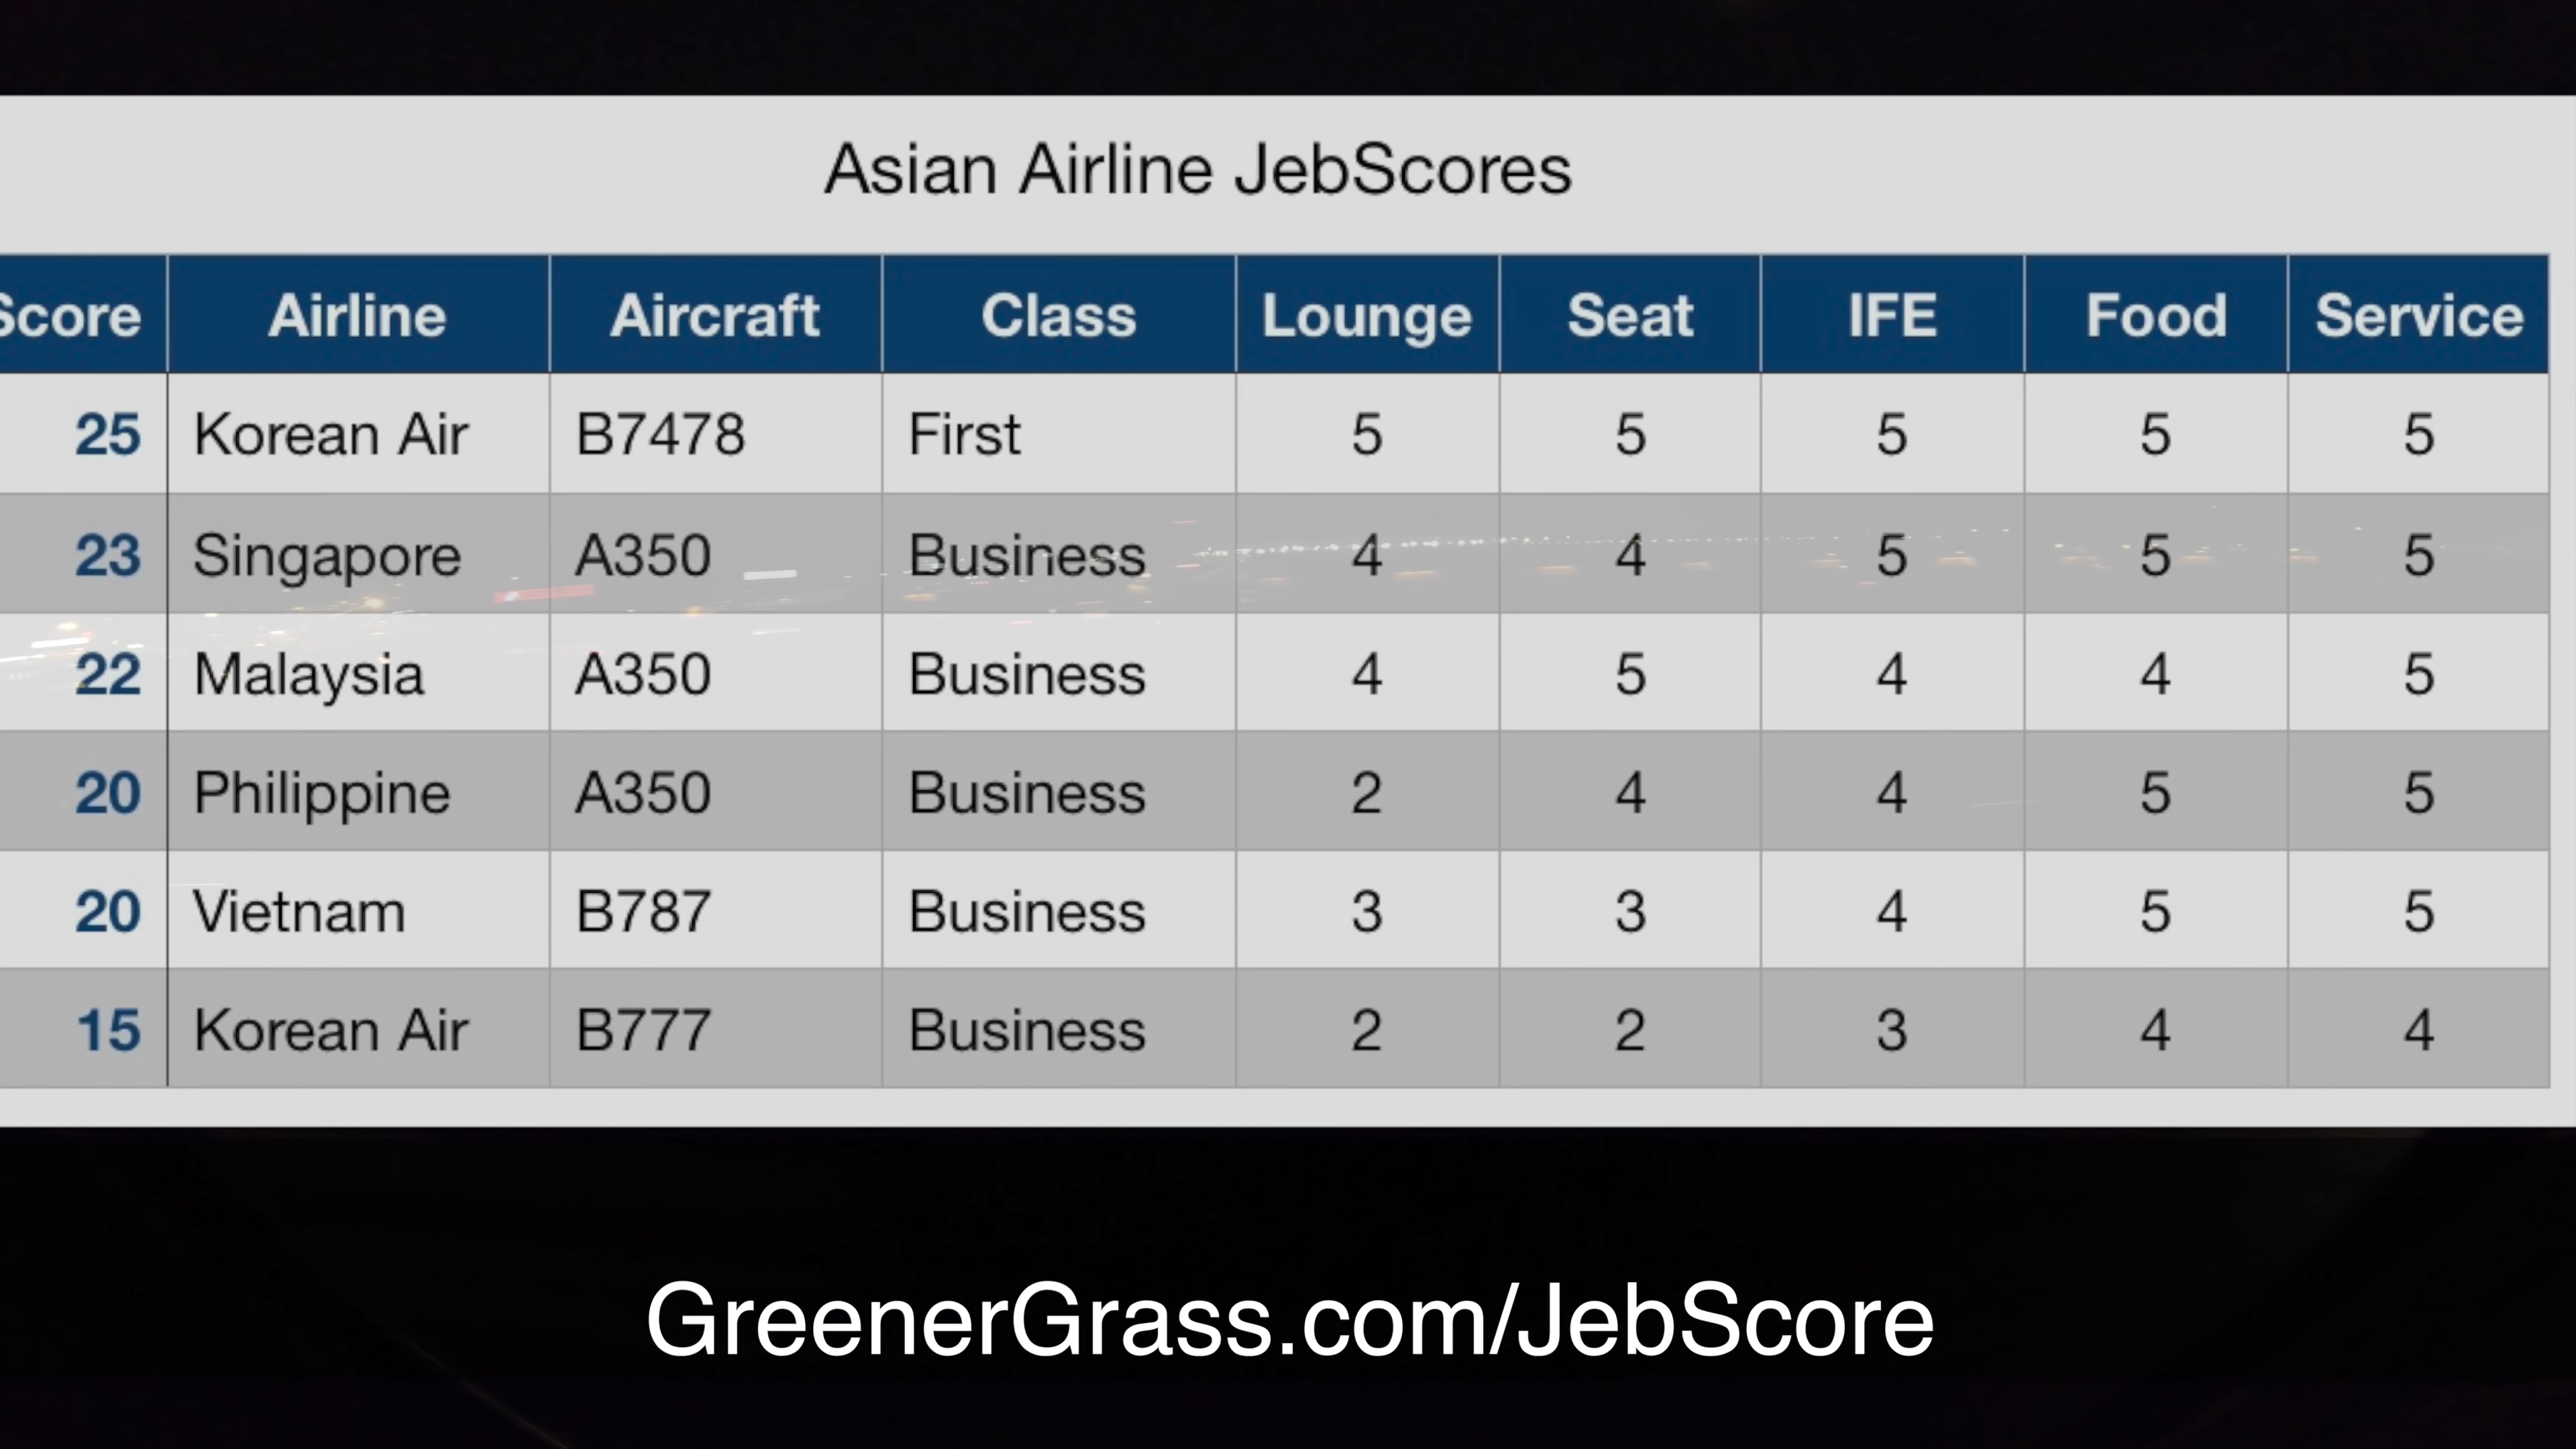 Asian Airline JebScores
Score Airline Aircraft Class Lounge Seat IFE Food Service
25 Korean Air B7478 First 5 5 5 5 5
23 Singapore A350 Business 4 4 5 5 5
22 Malaysia A350 Business 4 5 4 4 5
20 Philippine A350 Business 2 4 4 5 5
20 Vietnam B787 Business 3 3 4 5 5
15 Korean Air B777 Business 2 2 3 4 4
GreenerGrass.com/JebScore